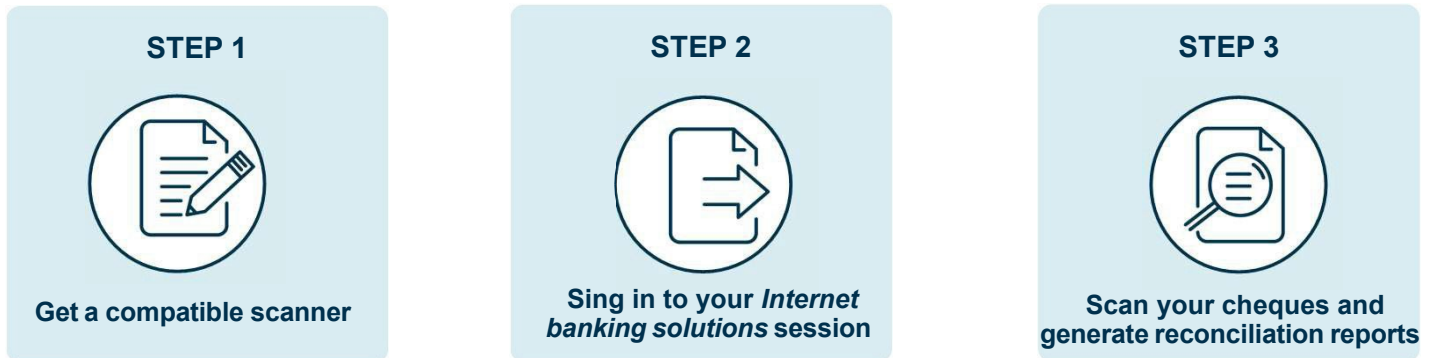 STEP 1
Get a compatible scanner
STEP 2
Sing in to your Internet
banking solutions session
STEP 3
Scan your cheques and
generate reconciliation reports